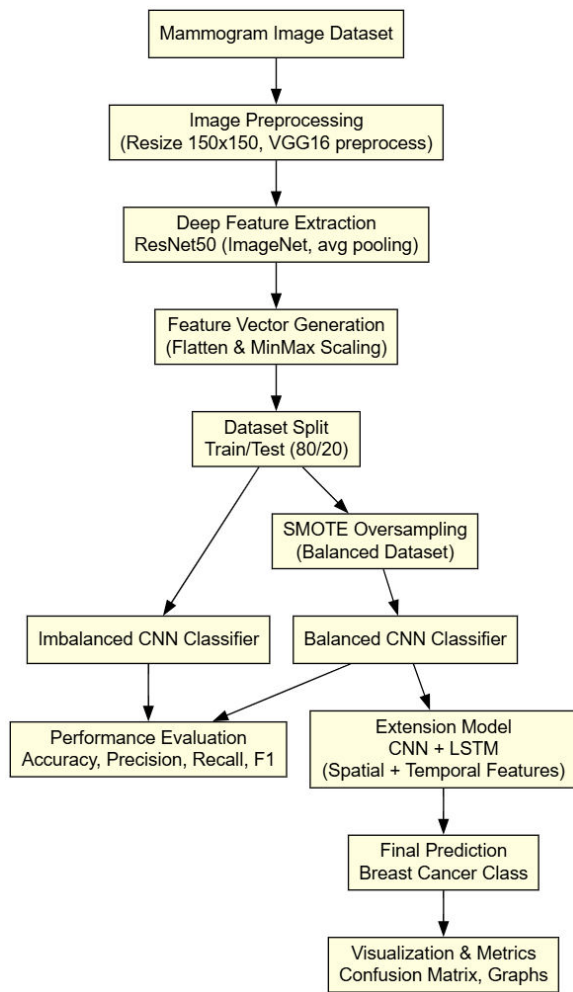 Mammogram Image Dataset
Image Preprocessing
(Resize 150x150, VGG16 preprocess)
Deep Feature Extraction
ResNet50 (ImageNet, avg pooling)
Feature Vector Generation
(Flatten & MinMax Scaling)
Dataset Split
Train/Test (80/20)
SMOTE Oversampling
(Balanced Dataset)
Imbalanced CNN Classifier
Balanced CNN Classifier
Performance Evaluation
Accuracy, Precision, Recall, F1
Extension Model
CNN + LSTM
(Spatial + Temporal Features)
Final Prediction
Breast Cancer Class
Visualization & Metrics
Confusion Matrix, Graphs